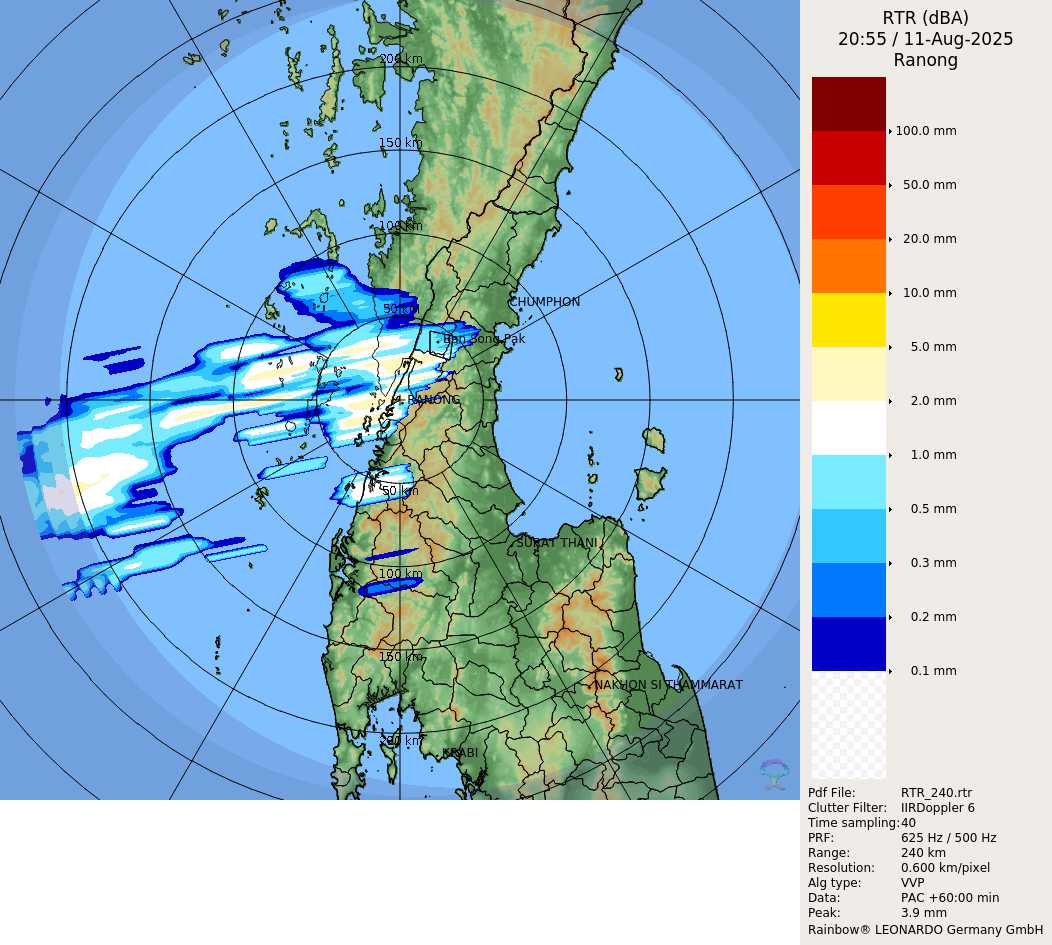 RTR (dBA)
20:55 / 11-Aug-2025
Ranong
200 km
150 km
100 km
50 km
CHUMPHON
Ban Song Pak
RANONG
50 km
SURAT THANI
100 km
150 km
NAKHON SI THAMMARAT
200 km
KRABI
100.0 mm
50.0 mm
20.0 mm
10.0 mm
5.0 mm
2.0 mm
1.0 mm
0.5 mm
0.3 mm
0.2 mm
0.1 mm
Pdf File: RTR_240.rtr
Clutter Filter: IIRDoppler 6
Time sampling:40
PRF: 625 Hz / 500 Hz
Range: 240 km
Resolution: 0.600 km/pixel
Alg type: VVP
Data: PAC +60:00 min
Peak: 3.9 mm
Rainbow® LEONARDO Germany GmbH